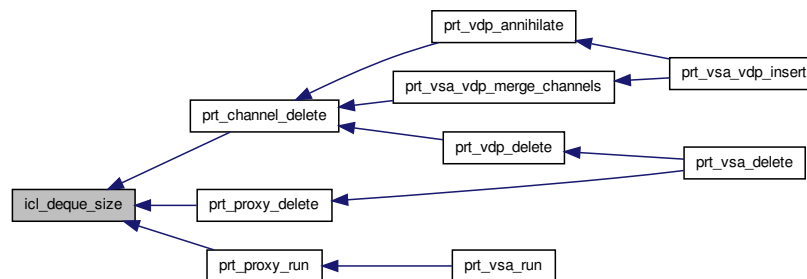 prt_vdp_annihilate
prt_vsa_vdp_insert
prt_vsa_vdp_merge_channels
prt_channel_delete
prt_vdp_delete
prt_vsa_delete
icl_deque_size
prt_proxy_delete
prt_proxy_run
prt_vsa_run